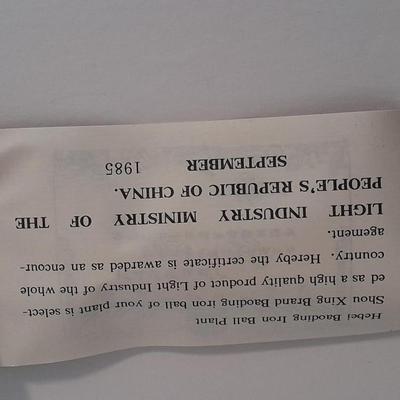 Hebei Baoding Iron Ball Plant
Shou Xing Brand Baoding iron ball of your plant is select-
ed as a high quality product of Light of Industry of the whole
country. Hereby the certificate is awarded as an encour-
agement.
LIGHT INDUSTRY MINISTRY OF THE
PEOPLE'S REPUBLIC OF CHINA.
SEPTEMBER 1985